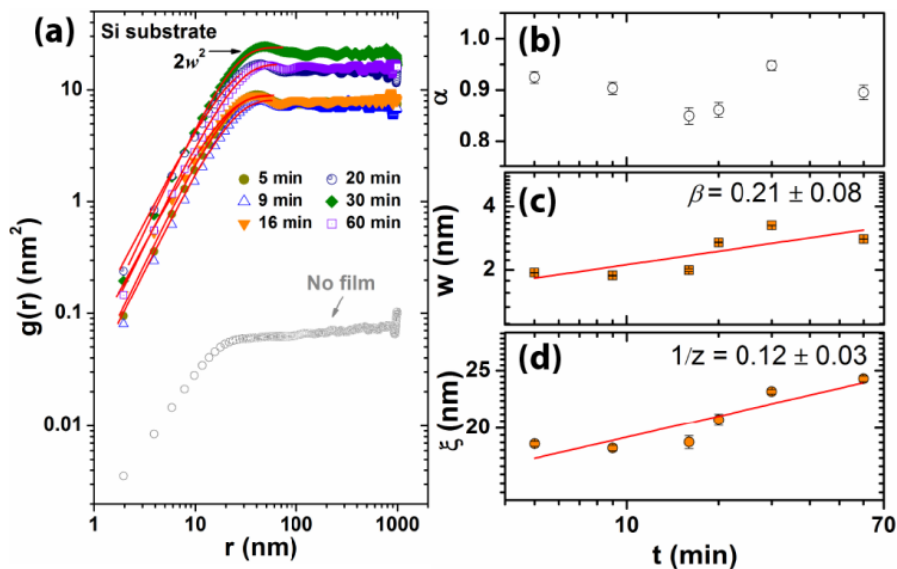 (a)
Si substrate
2w²
5 min
20 min
9 min
30 min
16 min
60 min
No film
g(r) (nm²)
10
1
0.1
0.01
1
10
100
1000
r (nm)
(b)
α
1.0
0.9
0.8
(c)
β = 0.21 ± 0.08
w (nm)
4
2
(d)
1/z = 0.12 ± 0.03
ξ (nm)
25
20
10
70
t (min)